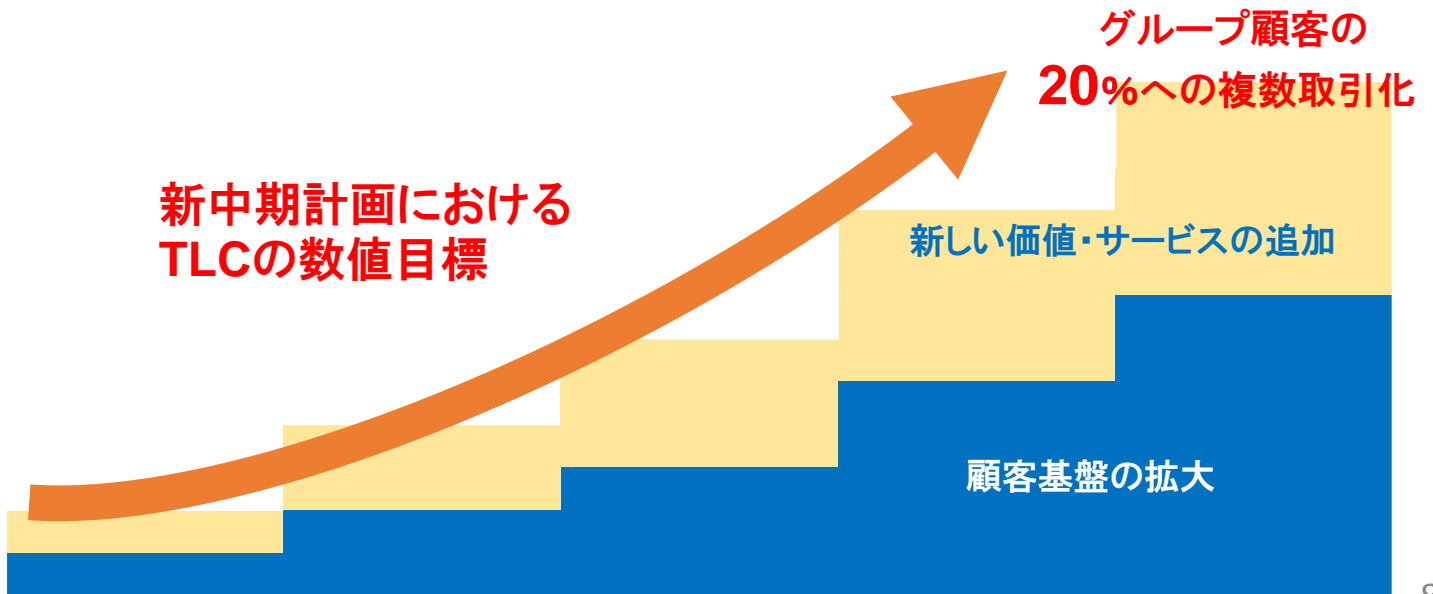 グループ顧客の
20%への複数取引化
新中期計画における
TLCの数値目標
新しい価値・サービスの追加
顧客基盤の拡大